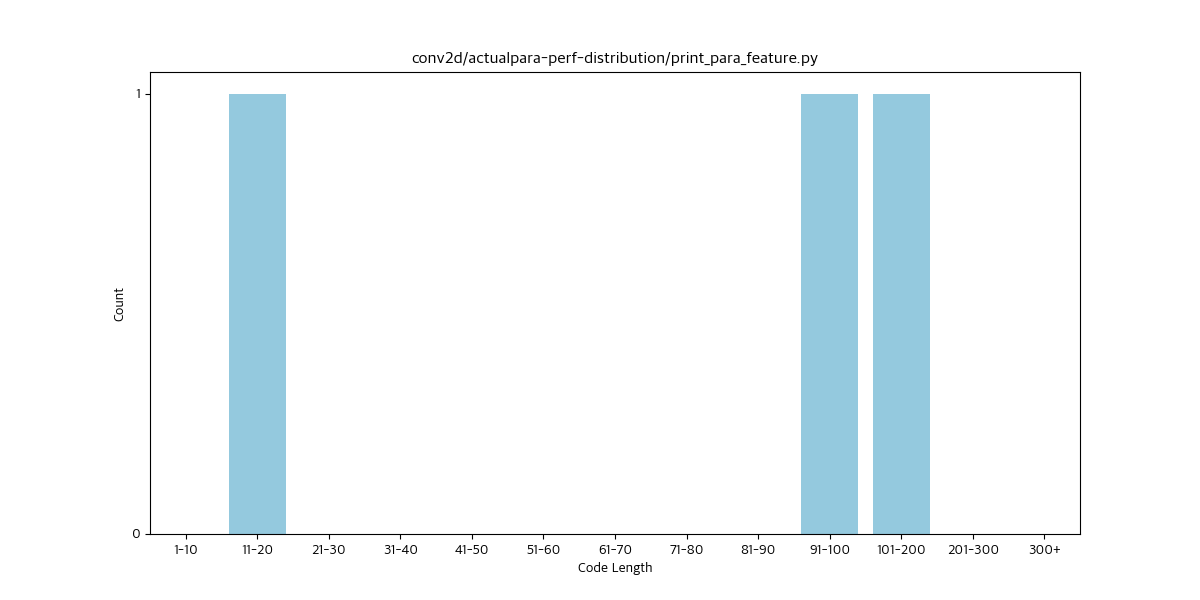 conv2d/actualpara-perf-distribution/print_para_feature.py
1
Count
0
1-10 11-20 21-30 31-40 41-50 51-60 61-70 71-80 81-90 91-100 101-200 201-300 300+
Code Length